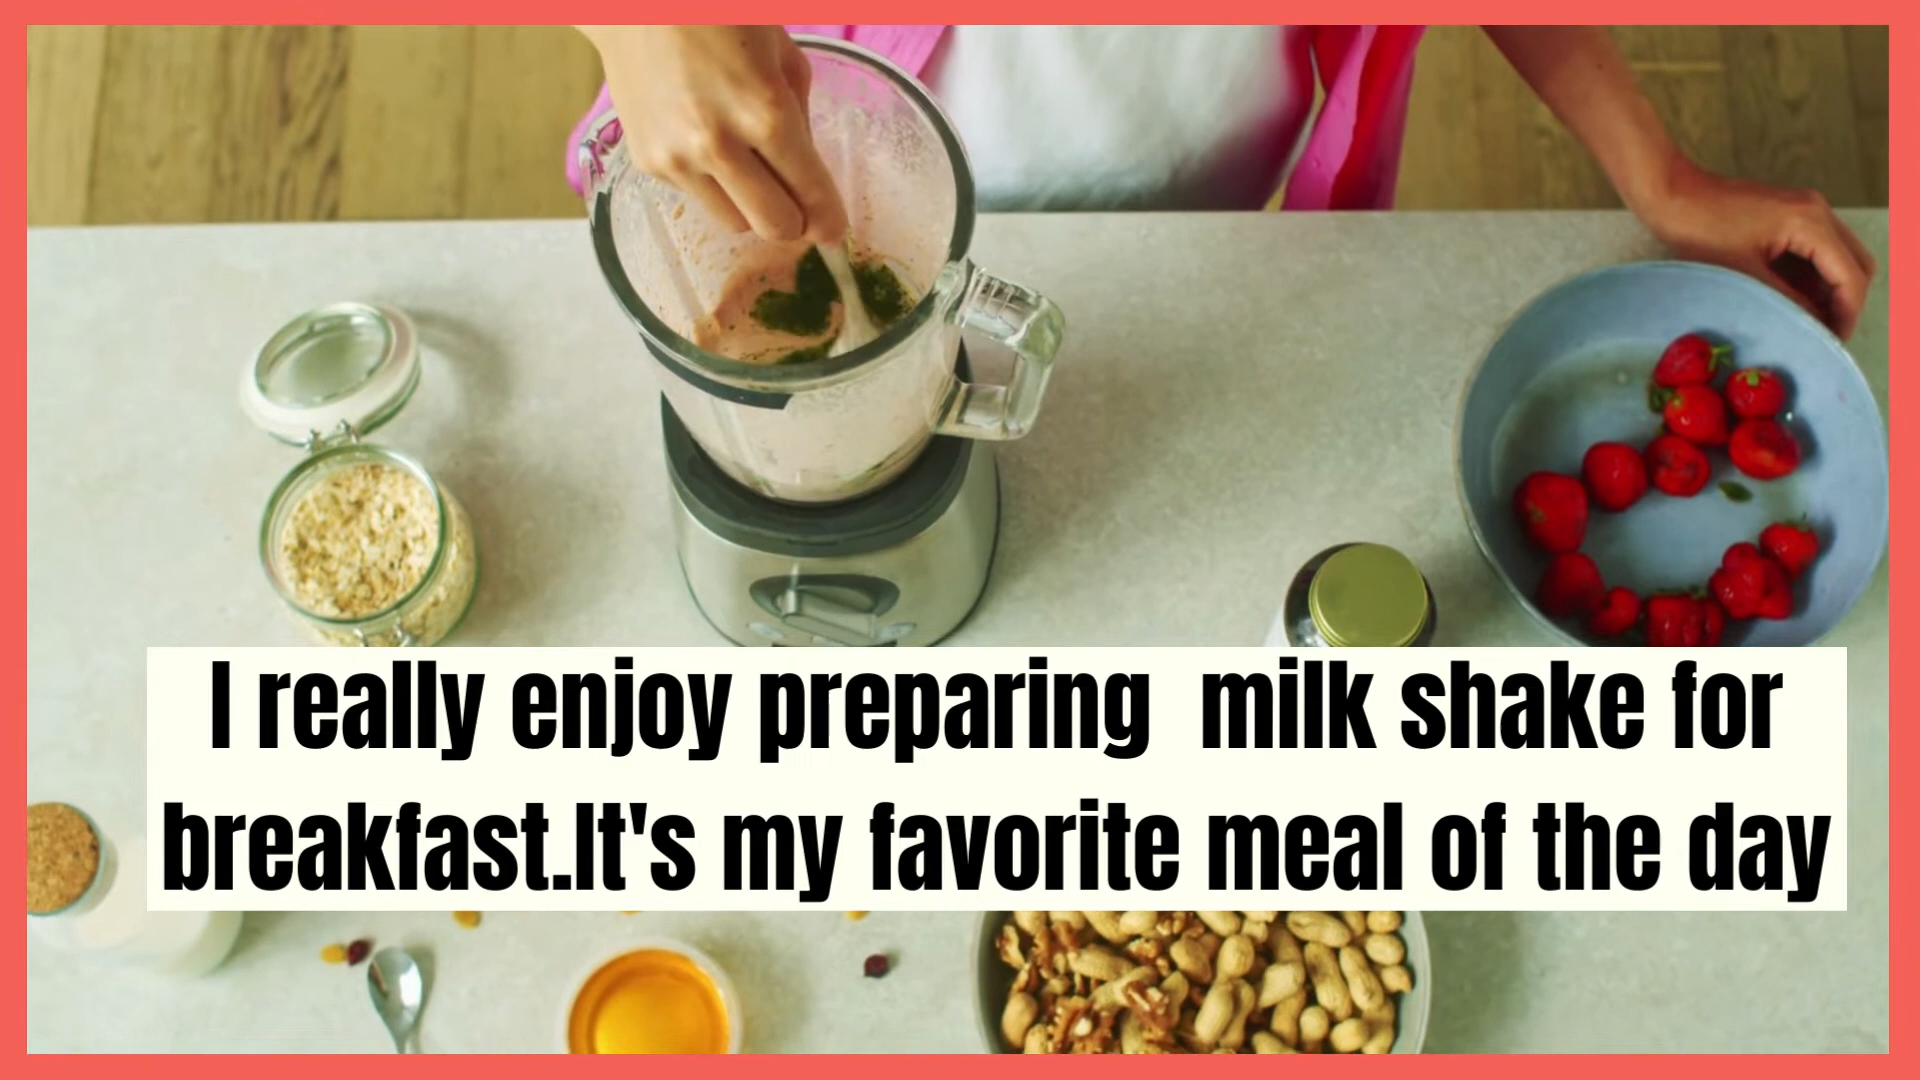 I really enjoy preparing  milk shake for
breakfast.It's my favorite meal of the day